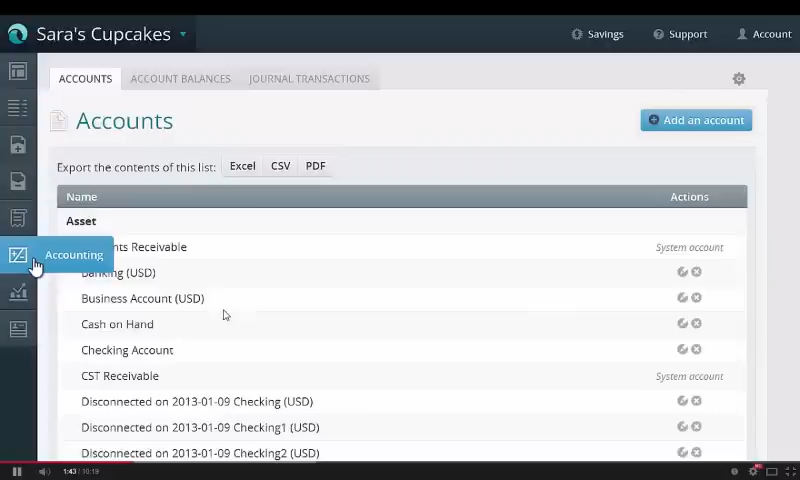 Sara's Cupcakes
Savings
Support
Account
ACCOUNTS
ACCOUNT BALANCES
JOURNAL TRANSACTIONS
Accounts
Add an account
Export the contents of this list:
Excel
CSV
PDF
Name
Actions
Asset
nts Receivable
System account
Accounting
Banking (USD)
Business Account (USD)
Cash on Hand
Checking Account
CST Receivable
System account
Disconnected on 2013-01-09 Checking (USD)
Disconnected on 2013-01-09 Checking1 (USD)
Disconnected on 2013-01-09 Checking2 (USD)
1:43 / 10:19